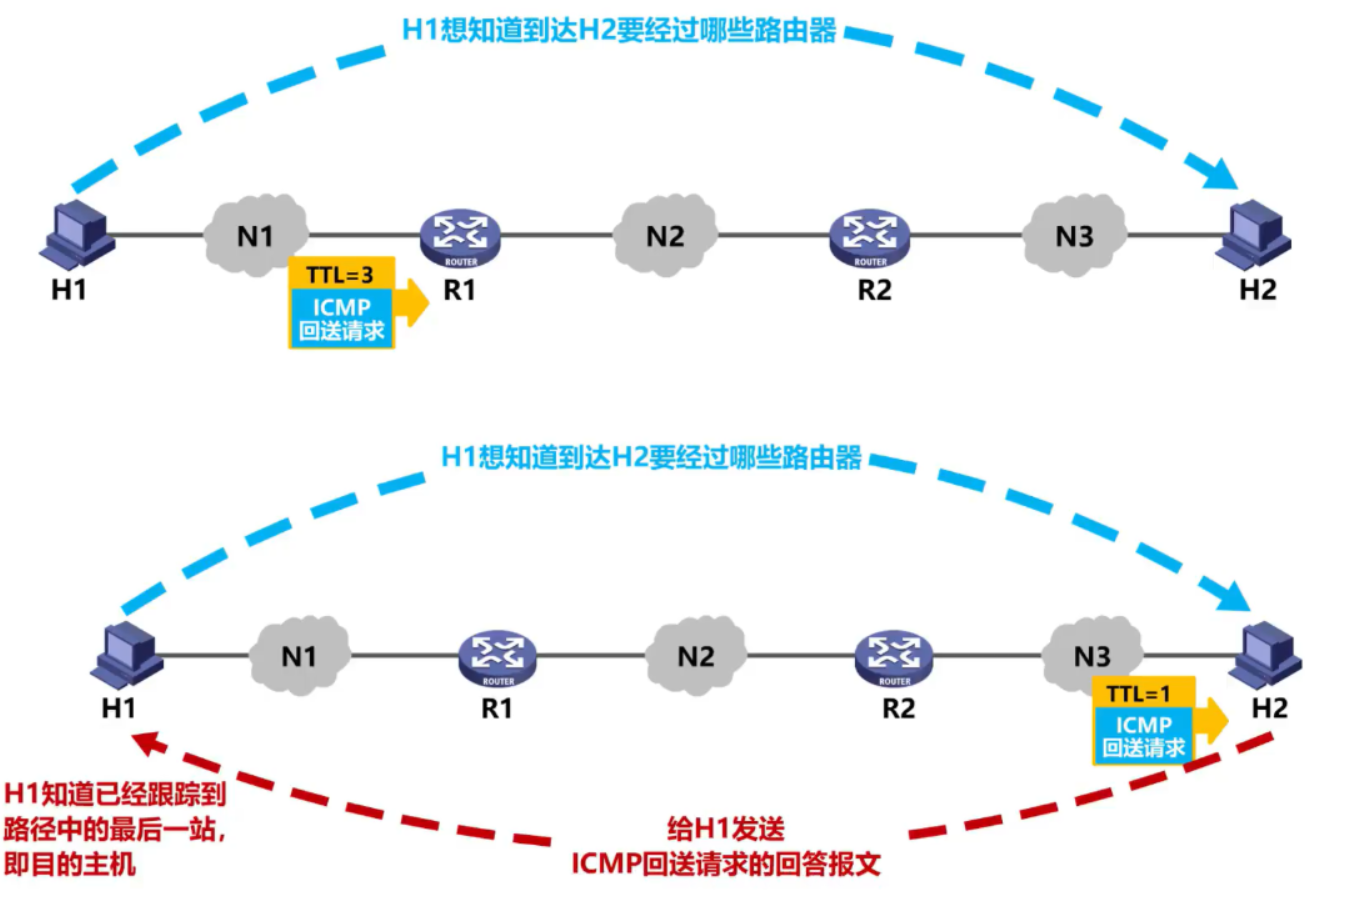 H1想知道到达H2要经过哪些路由器
N1
N2
N3
ROUTER
ROUTER
H1
TTL=3
ICMP
回送请求
R1
R2
H2
H1想知道到达H2要经过哪些路由器
N1
N2
N3
ROUTER
ROUTER
H1
R1
R2
TTL=1
ICMP
回送请求
H2
H1知道已经跟踪到
路径中的最后一站，
即目的主机
给H1发送
ICMP回送请求的回答报文